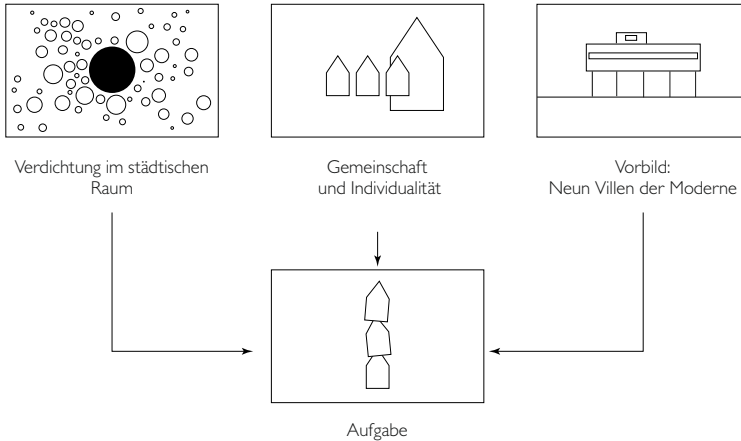 Verdichtung im städtischen
Raum
Gemeinschaft
und Individualität
Vorbild:
Neun Villen der Moderne
Aufgabe